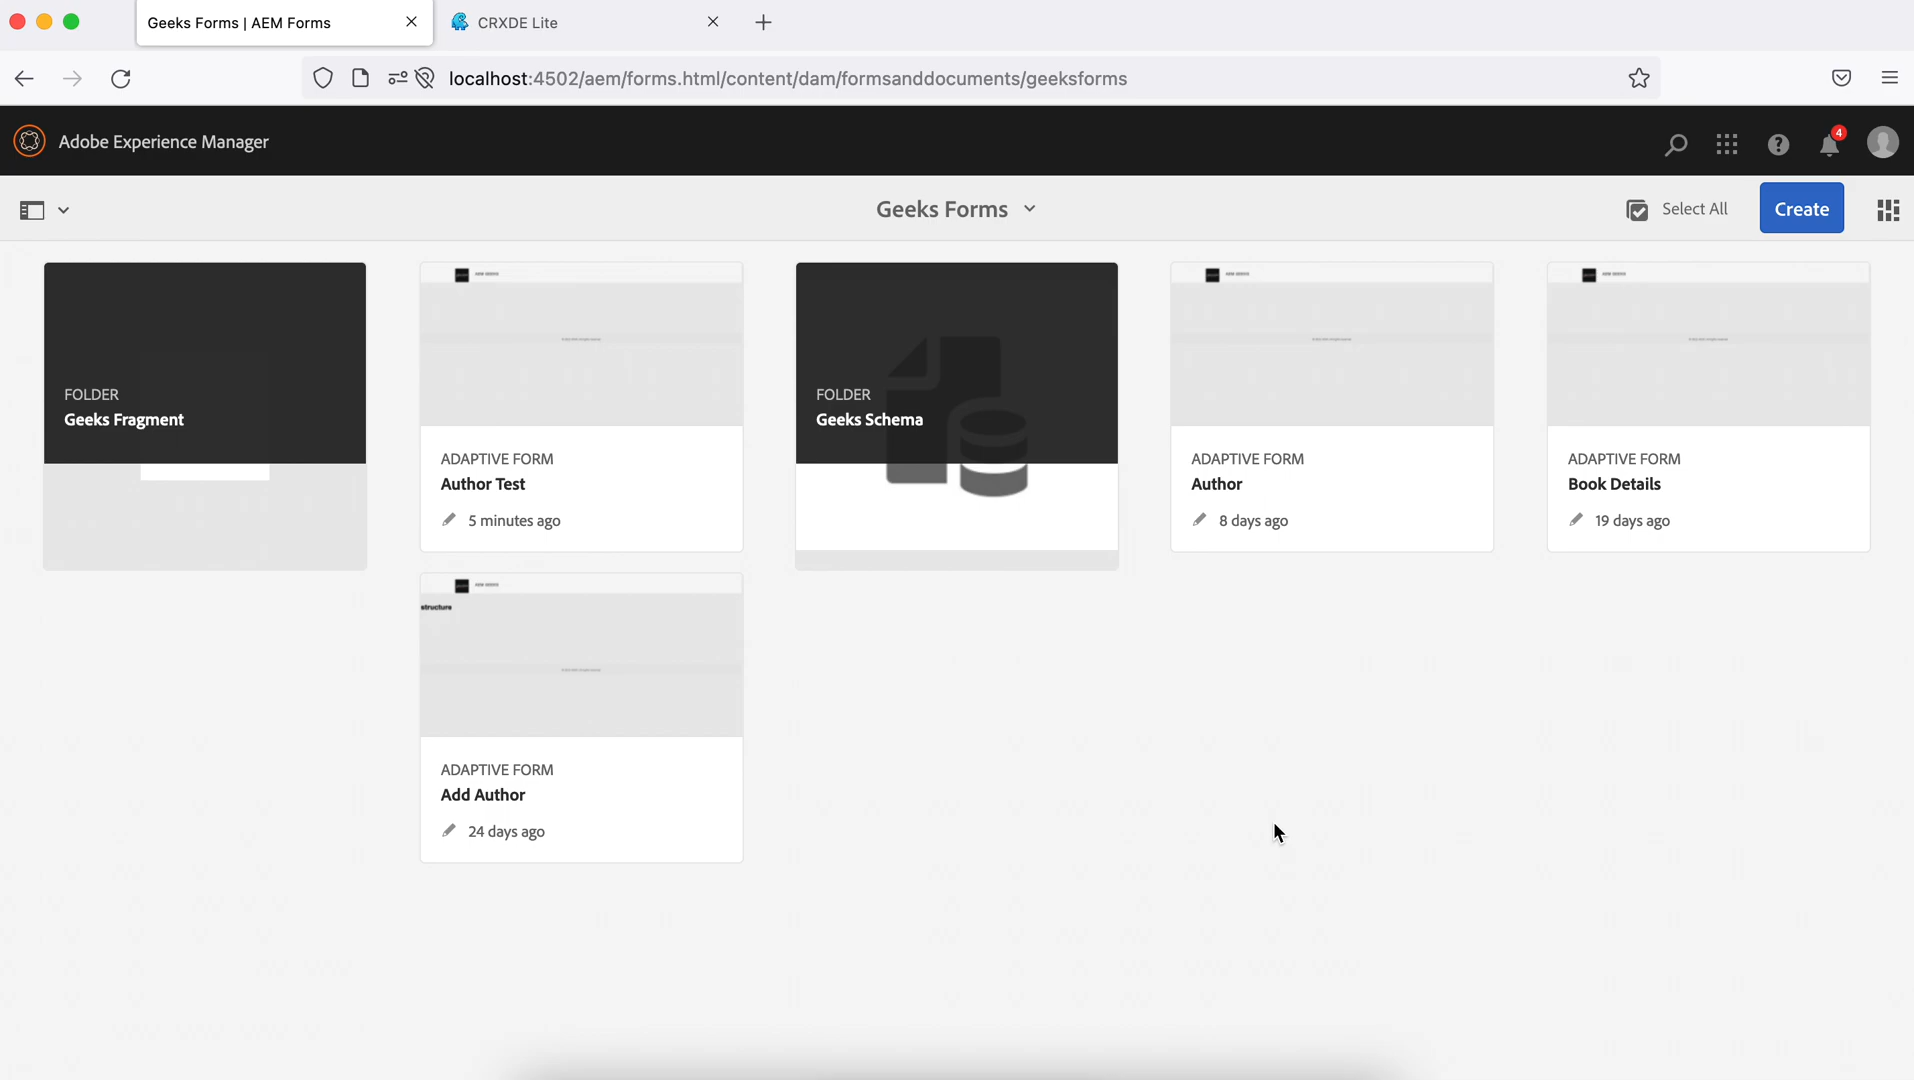 Geeks Forms | AEM Forms
CRXDE Lite
localhost:4502/aem/forms.html/content/dam/formsanddocuments/geeksforms
Adobe Experience Manager
4
Geeks Forms
Select All
Create
FOLDER
Geeks Fragment
ADAPTIVE FORM
Author Test
5 minutes ago
FOLDER
Geeks Schema
ADAPTIVE FORM
Author
8 days ago
ADAPTIVE FORM
Book Details
19 days ago
structure
ADAPTIVE FORM
Add Author
24 days ago